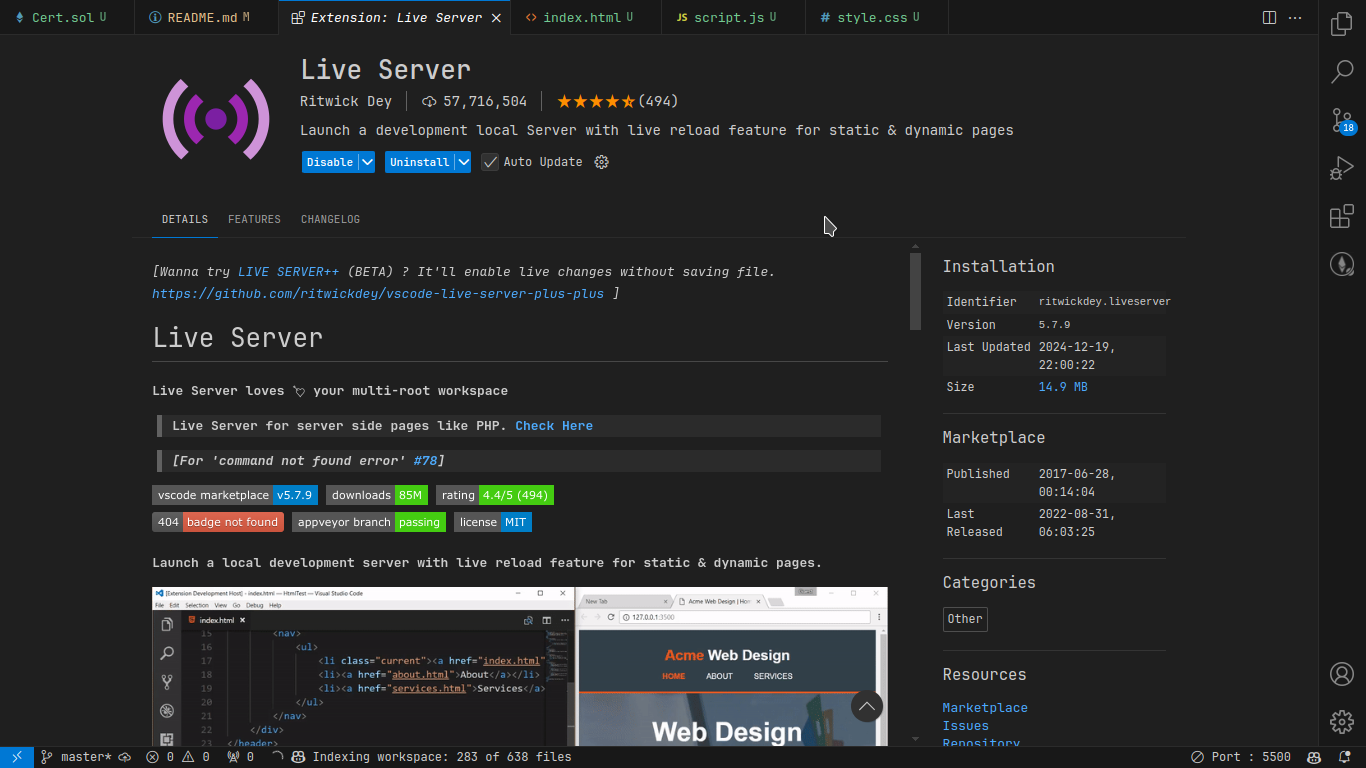 Cert.sol U README.md M Extension: Live Server index.html U JS script.js U # style.css U
Live Server
Ritwick Dey 57,716,504 (494)
Launch a development local Server with live reload feature for static & dynamic pages
Disable Uninstall Auto Update
18
DETAILS FEATURES CHANGELOG
[Wanna try LIVE SERVER++ (BETA) ? It'll enable live changes without saving file.
https://github.com/ritwickdey/vscode-live-server-plus-plus ]
Live Server
Live Server loves 💘 your multi-root workspace
Live Server for server side pages like PHP. Check Here
[For 'command not found error' #78]
vscode marketplace v5.7.9 downloads 85M rating 4.4/5 (494)
404 badge not found appveyor branch passing license MIT
Launch a local development server with live reload feature for static & dynamic pages.
[Extension Development Host] - index.html — HtmlTest — Visual Studio Code
File Edit Selection View Go Debug Help
index.html
15 <nav>
16 <ul>
17 <li class="current"><a href="index.html"
18 <li><a href="about.html">About</a></li>
19 <li><a href="services.html">Services</a>
20 </ul>
21 </nav>
22 </div>
23 </header>
New Tab Acme Web Design | Hom
127.0.0.1:3500
Acme Web Design
HOME ABOUT SERVICES
Web Design
Installation
Identifier ritwickdey.liveserver
Version 5.7.9
Last Updated 2024-12-19,
22:00:22
Size 14.9 MB
Marketplace
Published 2017-06-28,
00:14:04
Last 2022-08-31,
Released 06:03:25
Categories
Other
Resources
Marketplace
Issues
Repository
master* 0 0 0 Indexing workspace: 283 of 638 files Port : 5500